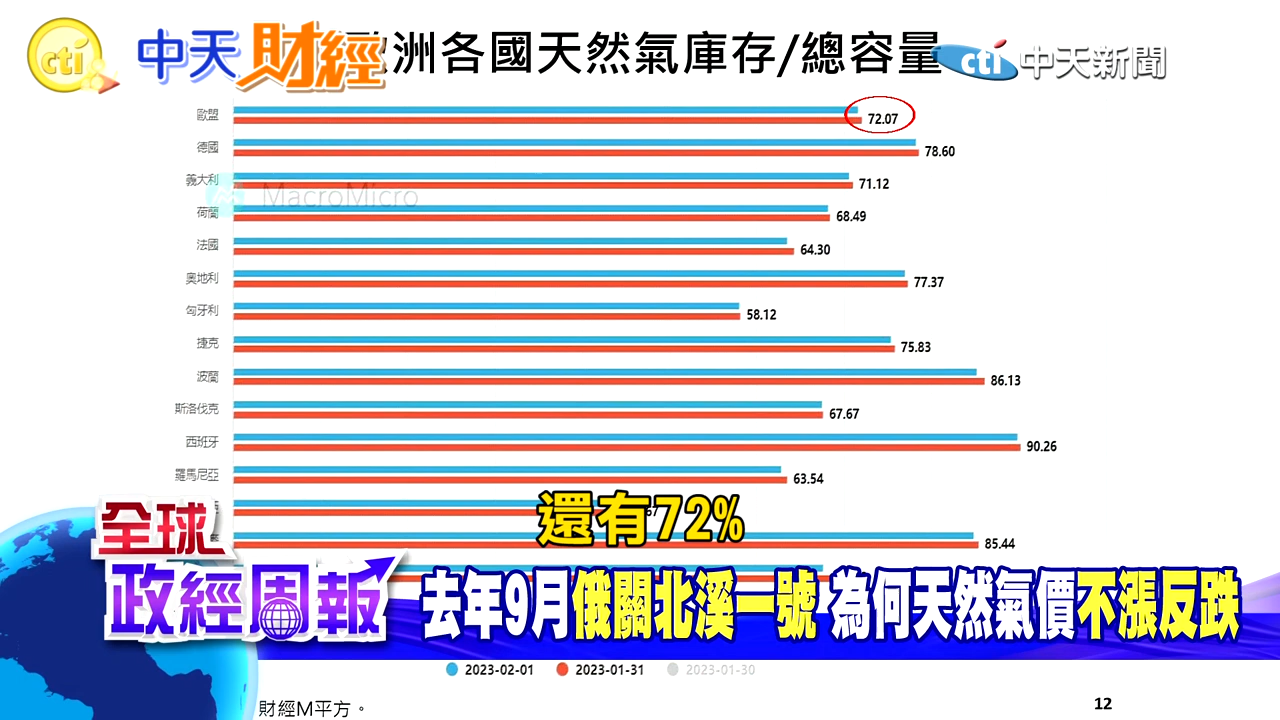 cti 中天財經
歐洲各國天然氣庫存/總容量
cti 中天新聞
歐盟 72.07
德國 78.60
義大利 71.12
MacroMicro
荷蘭 68.49
法國 64.30
奧地利 77.37
匈牙利 58.12
捷克 75.83
波蘭 86.13
斯洛伐克 67.67
西班牙 90.26
羅馬尼亞 63.54
85.44
還有72%
全球
政經周報
去年9月俄關北溪一號 為何天然氣價不漲反跌
2023-02-01 2023-01-31 2023-01-30
財經M平方。
12